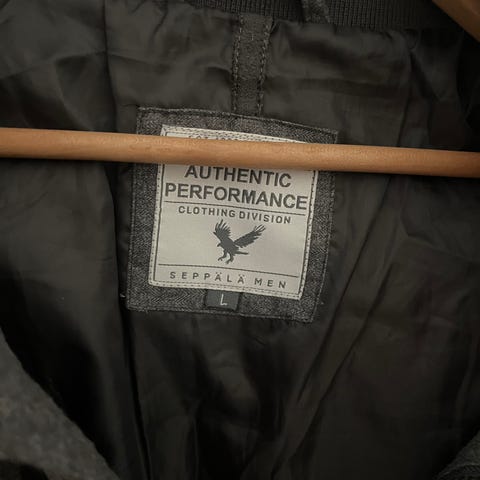 AUTHENTIC
PERFORMANCE
CLOTHING DIVISION
SEPPÄLÄ MEN
L